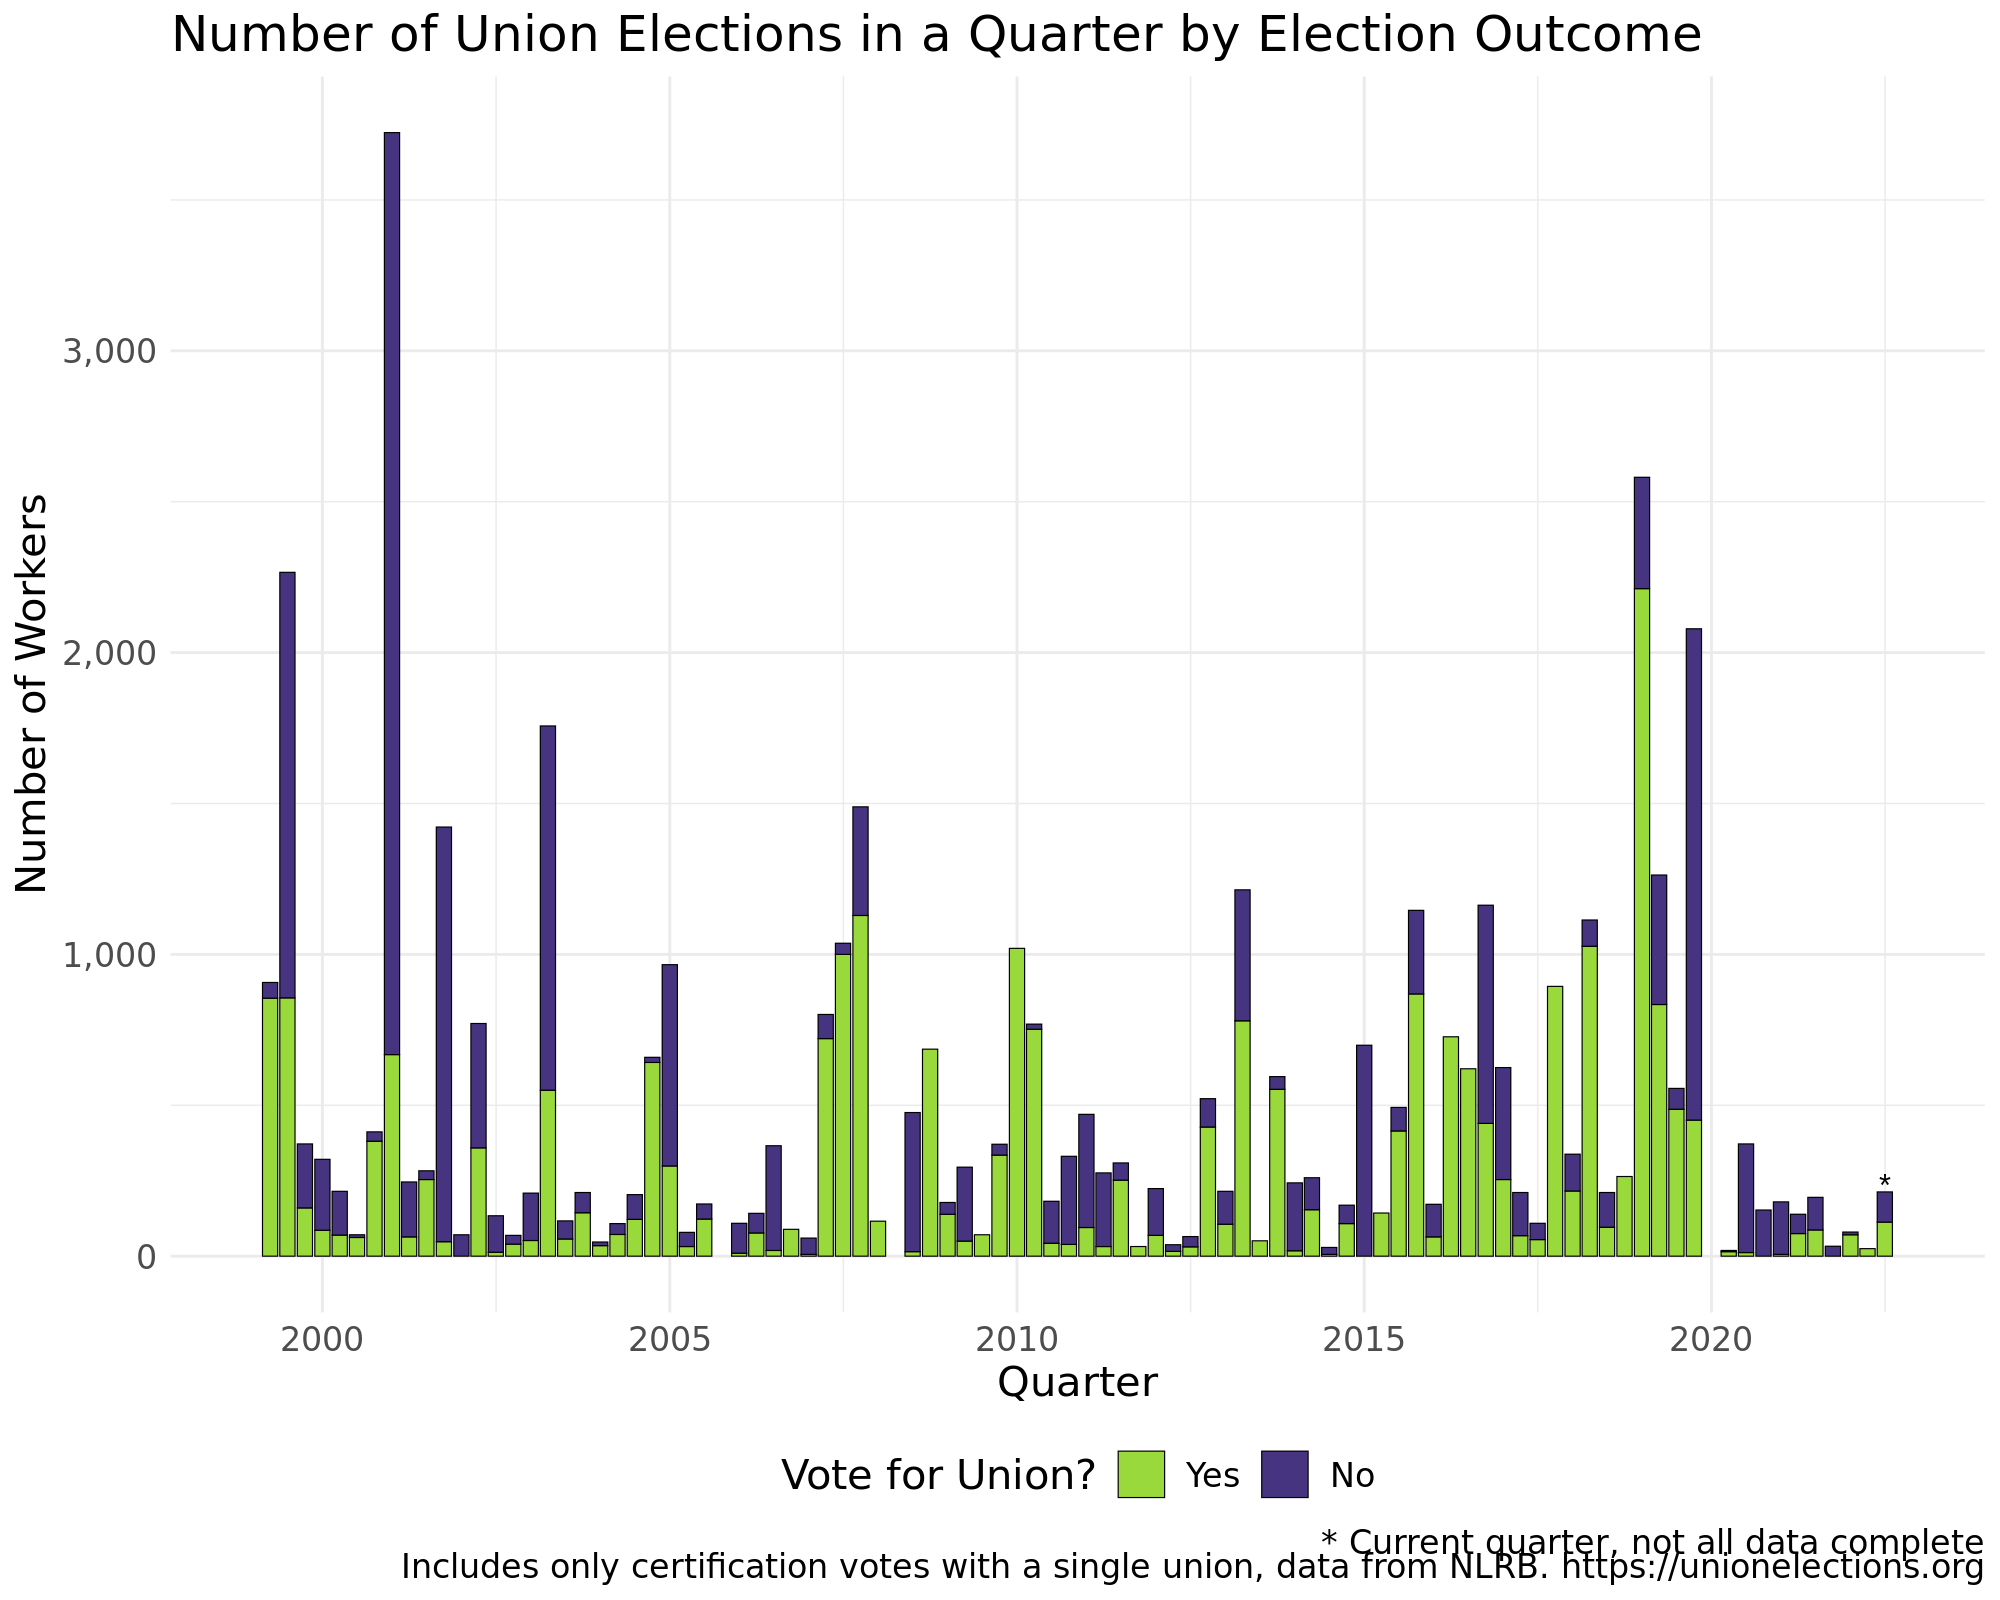 Number of Union Elections in a Quarter by Election Outcome
Number of Workers
3,000
2,000
1,000
0
*
2000 2005 2010 2015 2020
Quarter
Vote for Union? Yes No
* Current quarter, not all data complete
Includes only certification votes with a single union, data from NLRB. https://unionelections.org